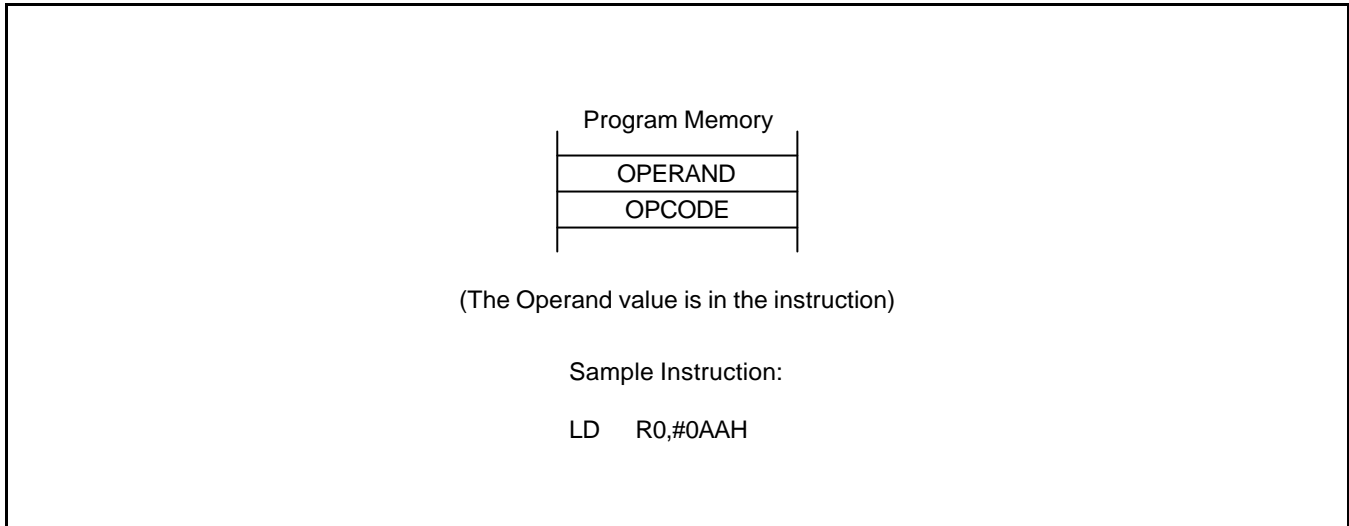 Program Memory
OPERAND
OPCODE
(The Operand value is in the instruction)
Sample Instruction:
LD R0,#0AAH